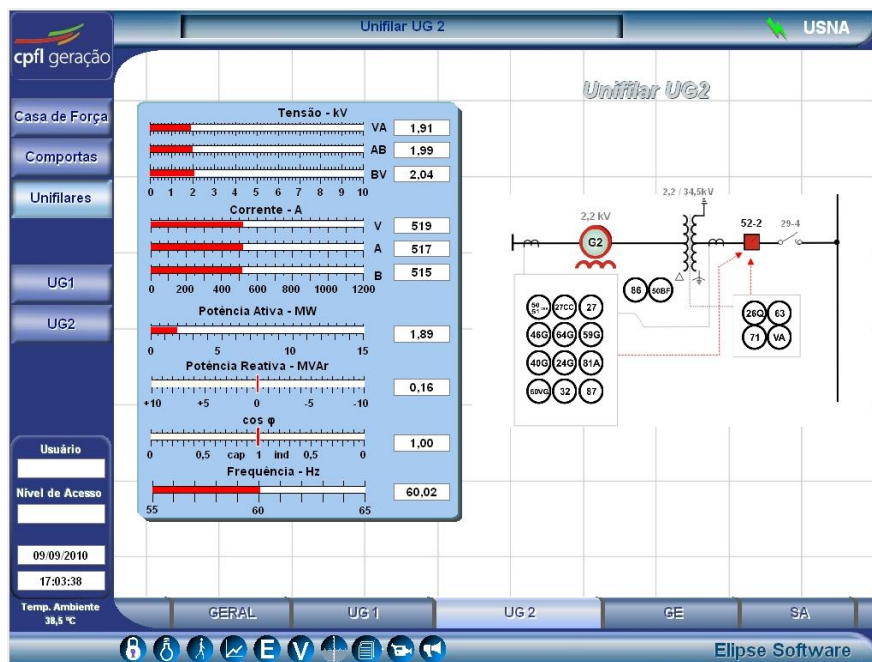 Unifilar UG 2
USNA
cpfl geração
Casa de Força
Comportas
Unifilares
UG1
UG2
Usuário
Nível de Acesso
09/09/2010
17:03:38
Temp. Ambiente
38,5 ºC
Unifilar UG2
Tensão - kV
VA 1,91
AB 1,99
BV 2,04
0 1 2 3 4 5 6 7 8 9 10
Corrente - A
V 519
A 517
B 515
0 200 400 600 800 1000 1200
Potência Ativa - MW
1,89
0 5 10 15
Potência Reativa - MVAr
0,16
+10 +5 0 -5 -10
cos φ
1,00
0 0,5 cap 1 ind 0,5 0
Frequência - Hz
60,02
55 60 65
2,2 / 34,5kV
2,2 kV
52-2 29-4
G2
86 50BF
27CC 27
46G 64G 59G
40G 24G 81A
60VG 32 87
26Q 63
71 VA
GERAL UG 1 UG 2 GE SA
E V
Elipse Software